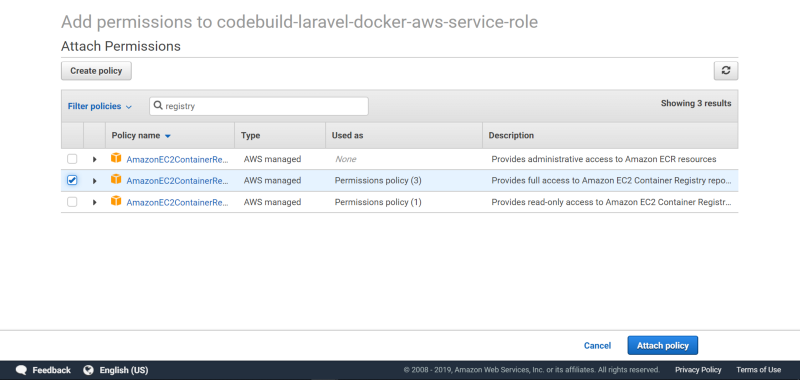 Add permissions to codebuild-laravel-docker-aws-service-role
Attach Permissions
Create policy
Filter policies registry Showing 3 results
Policy name Type Used as Description
AmazonEC2ContainerRe... AWS managed None Provides administrative access to Amazon ECR resources
AmazonEC2ContainerRe... AWS managed Permissions policy (3) Provides full access to Amazon EC2 Container Registry repo...
AmazonEC2ContainerRe... AWS managed Permissions policy (1) Provides read-only access to Amazon EC2 Container Registr...
Cancel Attach policy
Feedback English (US) © 2008 - 2019, Amazon Web Services, Inc. or its affiliates. All rights reserved. Privacy Policy Terms of Use